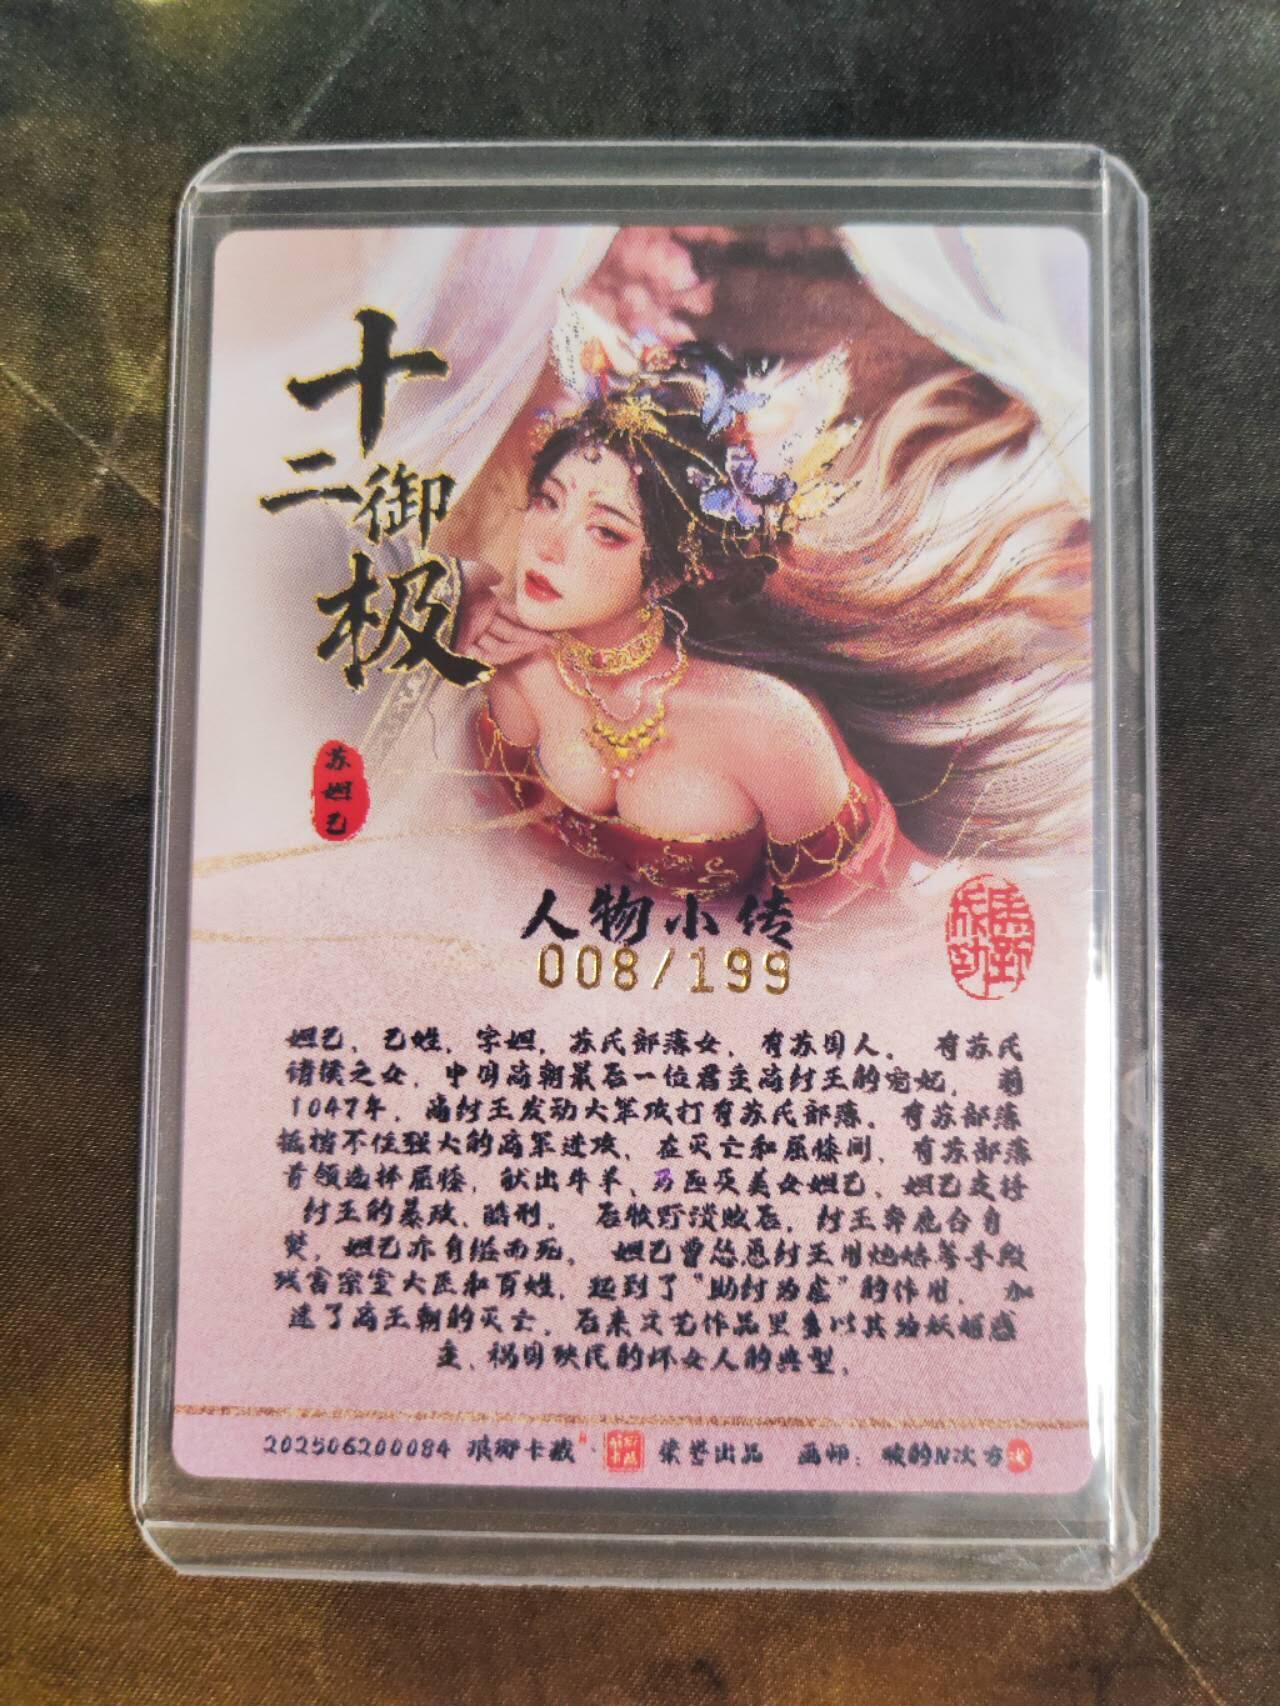 十
二御
极
苏妲己
人物小传
008/199
妲己，己姓，字妲，苏氏部落女，有苏国人。 有苏氏
诸侯之女，中国商朝最后一位君主商纣王的宠妃， 前
1047年，商纣王发动大军攻打有苏氏部落。有苏部落
抵挡不住强大的商军进攻，在灭亡和屈膝间，有苏部落
首领选择屈膝，献出牛羊、马匹及美女妲己，妲己支持
纣王的暴政、酷刑。 后牧野溃败后，纣王奔鹿台自
焚，妲己亦自缢而死。 妲己曾怂恿纣王用炮烙等手段
残害宗室大臣和百姓，起到了“助纣为虐”的作用， 加
速了商王朝的灭亡，后来文艺作品里多以其为妖媚惑
主、祸国殃民的坏女人的典型。
202506200084 琅琊卡藏 荣誉出品 画师：破的N次方